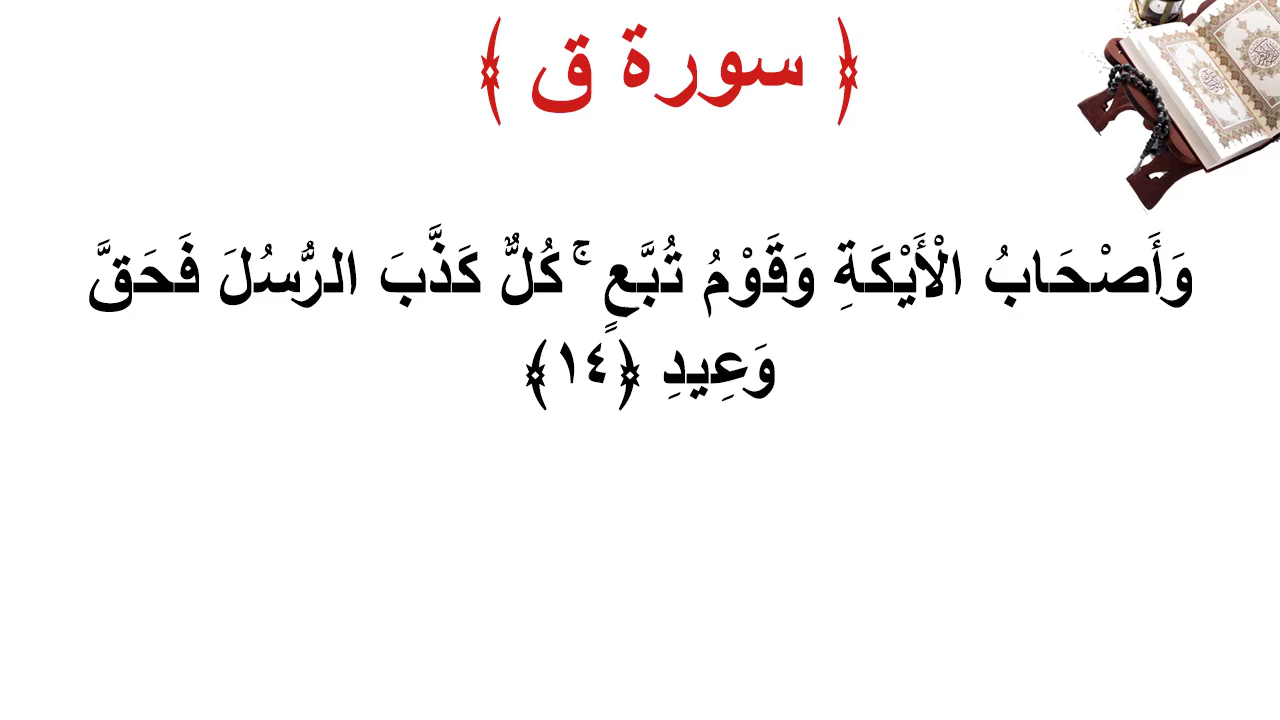 ﴿ سورة ق ﴾
وَأَصْحَابُ الْأَيْكَةِ وَقَوْمُ تُبَّعٍ ۚ كُلٌّ كَذَّبَ الرُّسُلَ فَحَقَّ
وَعِيدِ ﴿١٤﴾